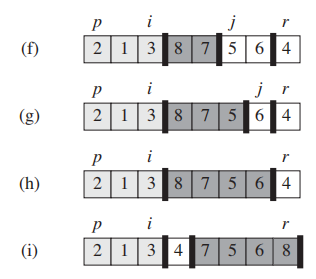 p i j r
(f) 2 1 3 8 7 5 6 4
p i j r
(g) 2 1 3 8 7 5 6 4
p i r
(h) 2 1 3 8 7 5 6 4
p i r
(i) 2 1 3 4 7 5 6 8